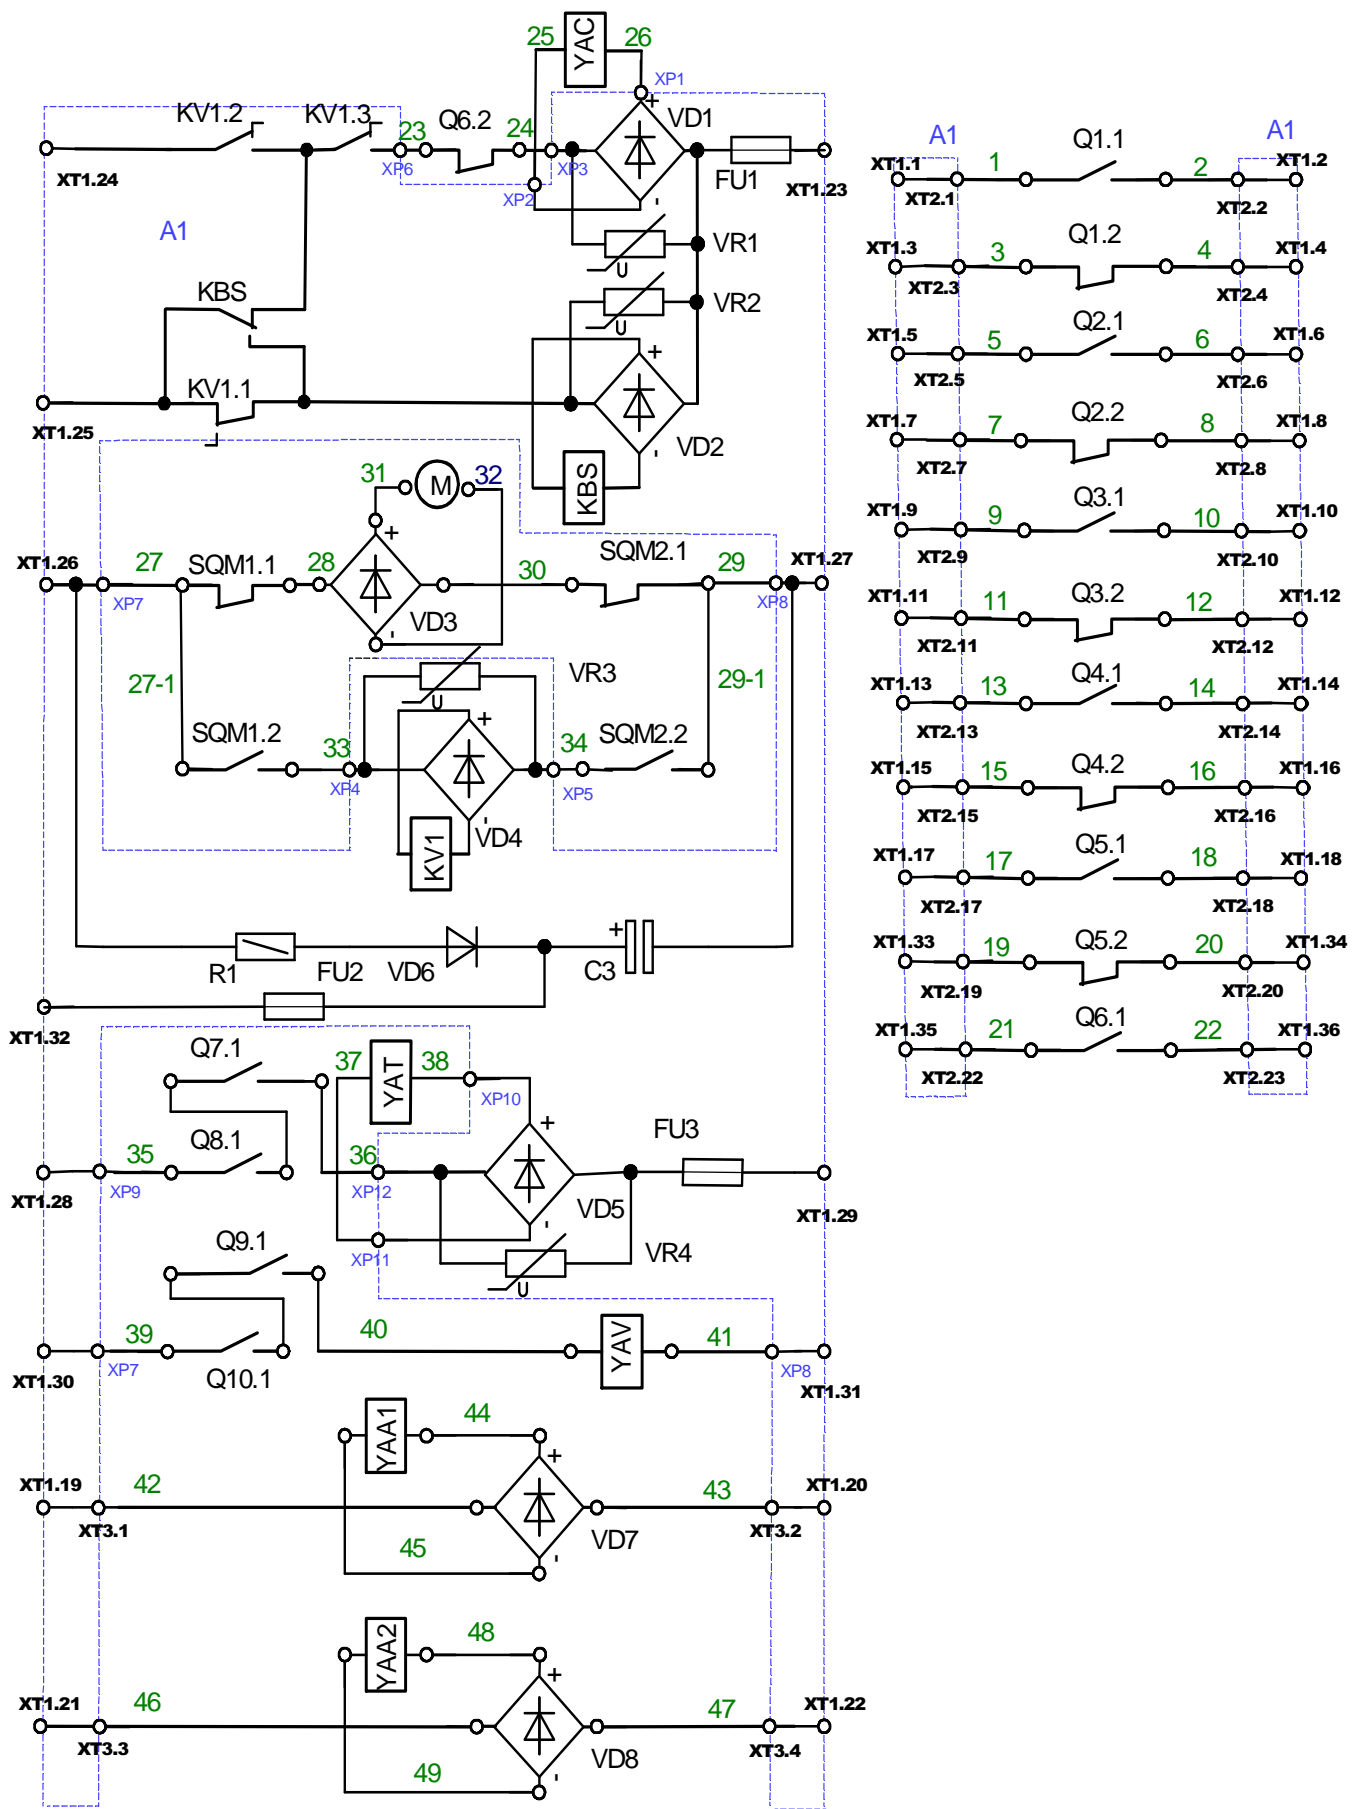 25 YAC 26
XP1
KV1.2 KV1.3 23 Q6.2 24 + VD1
XT1.24 XP6 XP2 XP3 ' FU1 XT1.23
A1
U VR1
KBS
U VR2
KV1.1 +
XT1.25 VD2
KBS '
31 M 32
XT1.26 27 SQM1.1 28 + 30 SQM2.1 29 XT1.27
XP7 VD3 ' XP8
27-1 VR3 29-1
U
SQM1.2 33 + 34 SQM2.2
XP4 ' VD4 XP5
KV1
R1 FU2 VD6 + C3
XT1.32
Q7.1 37 YAT 38 XP10
Q8.1 + FU3
35 36
XT1.28 XP9 XP12 VD5 XT1.29
XP11 '
Q9.1 U VR4
39 40 YAV 41
XT1.30 XP7 Q10.1 XP8 XT1.31
YAA1 44
XT1.19 42 + 43 XT1.20
XT3.1 45 VD7 XT3.2
'
YAA2 48
XT1.21 46 + 47 XT1.22
XT3.3 49 VD8 XT3.4
'
A1 A1
XT1.1 1 Q1.1 2 XT1.2
XT2.1 XT2.2
XT1.3 3 Q1.2 4 XT1.4
XT2.3 XT2.4
XT1.5 5 Q2.1 6 XT1.6
XT2.5 XT2.6
XT1.7 7 Q2.2 8 XT1.8
XT2.7 XT2.8
XT1.9 9 Q3.1 10 XT1.10
XT2.9 XT2.10
XT1.11 11 Q3.2 12 XT1.12
XT2.11 XT2.12
XT1.13 13 Q4.1 14 XT1.14
XT2.13 XT2.14
XT1.15 15 Q4.2 16 XT1.16
XT2.15 XT2.16
XT1.17 17 Q5.1 18 XT1.18
XT2.17 XT2.18
XT1.33 19 Q5.2 20 XT1.34
XT2.19 XT2.20
XT1.35 21 Q6.1 22 XT1.36
XT2.22 XT2.23